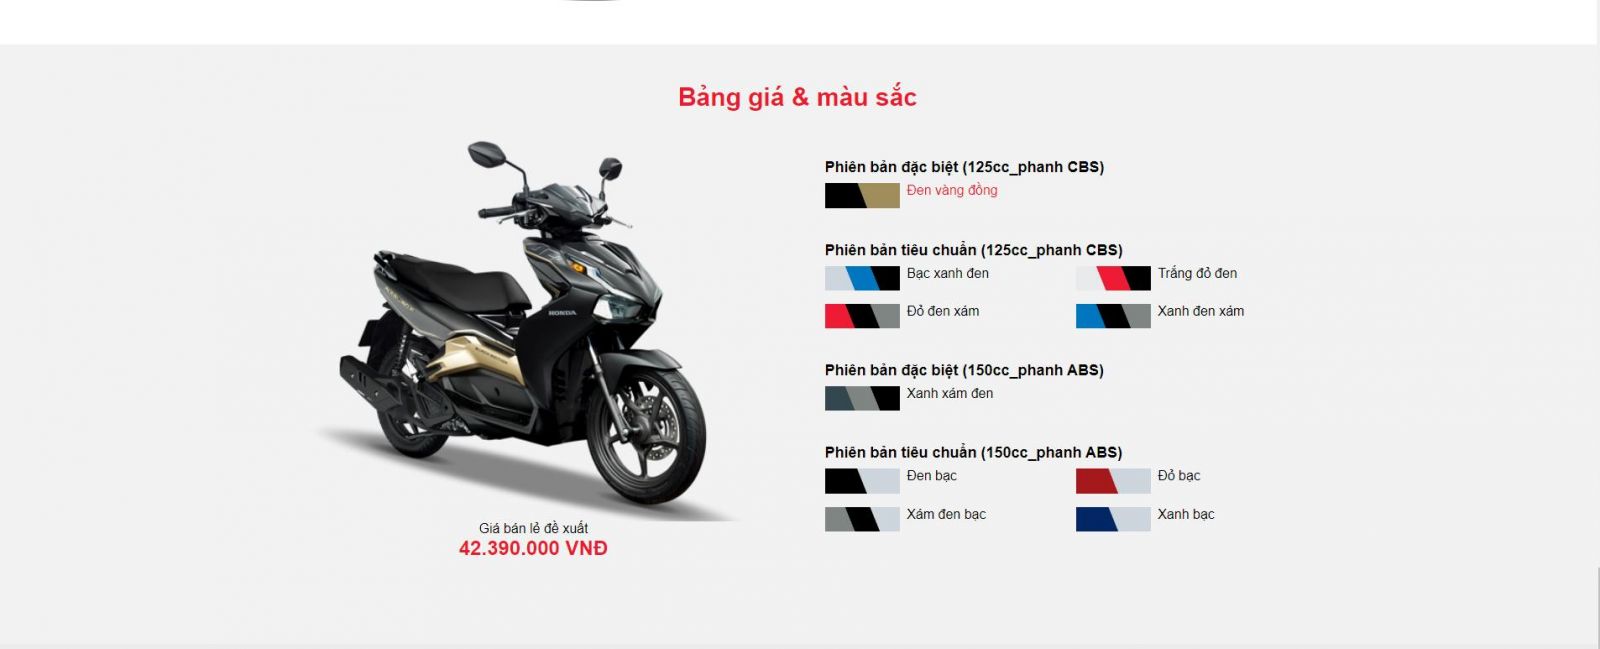 Bảng giá & màu sắc
HONDA
Giá bán lẻ đề xuất
42.390.000 VNĐ
Phiên bản đặc biệt (125cc_phanh CBS)
Đen vàng đồng
Phiên bản tiêu chuẩn (125cc_phanh CBS)
Bạc xanh đen
Trắng đỏ đen
Đỏ đen xám
Xanh đen xám
Phiên bản đặc biệt (150cc_phanh ABS)
Xanh xám đen
Phiên bản tiêu chuẩn (150cc_phanh ABS)
Đen bạc
Đỏ bạc
Xám đen bạc
Xanh bạc